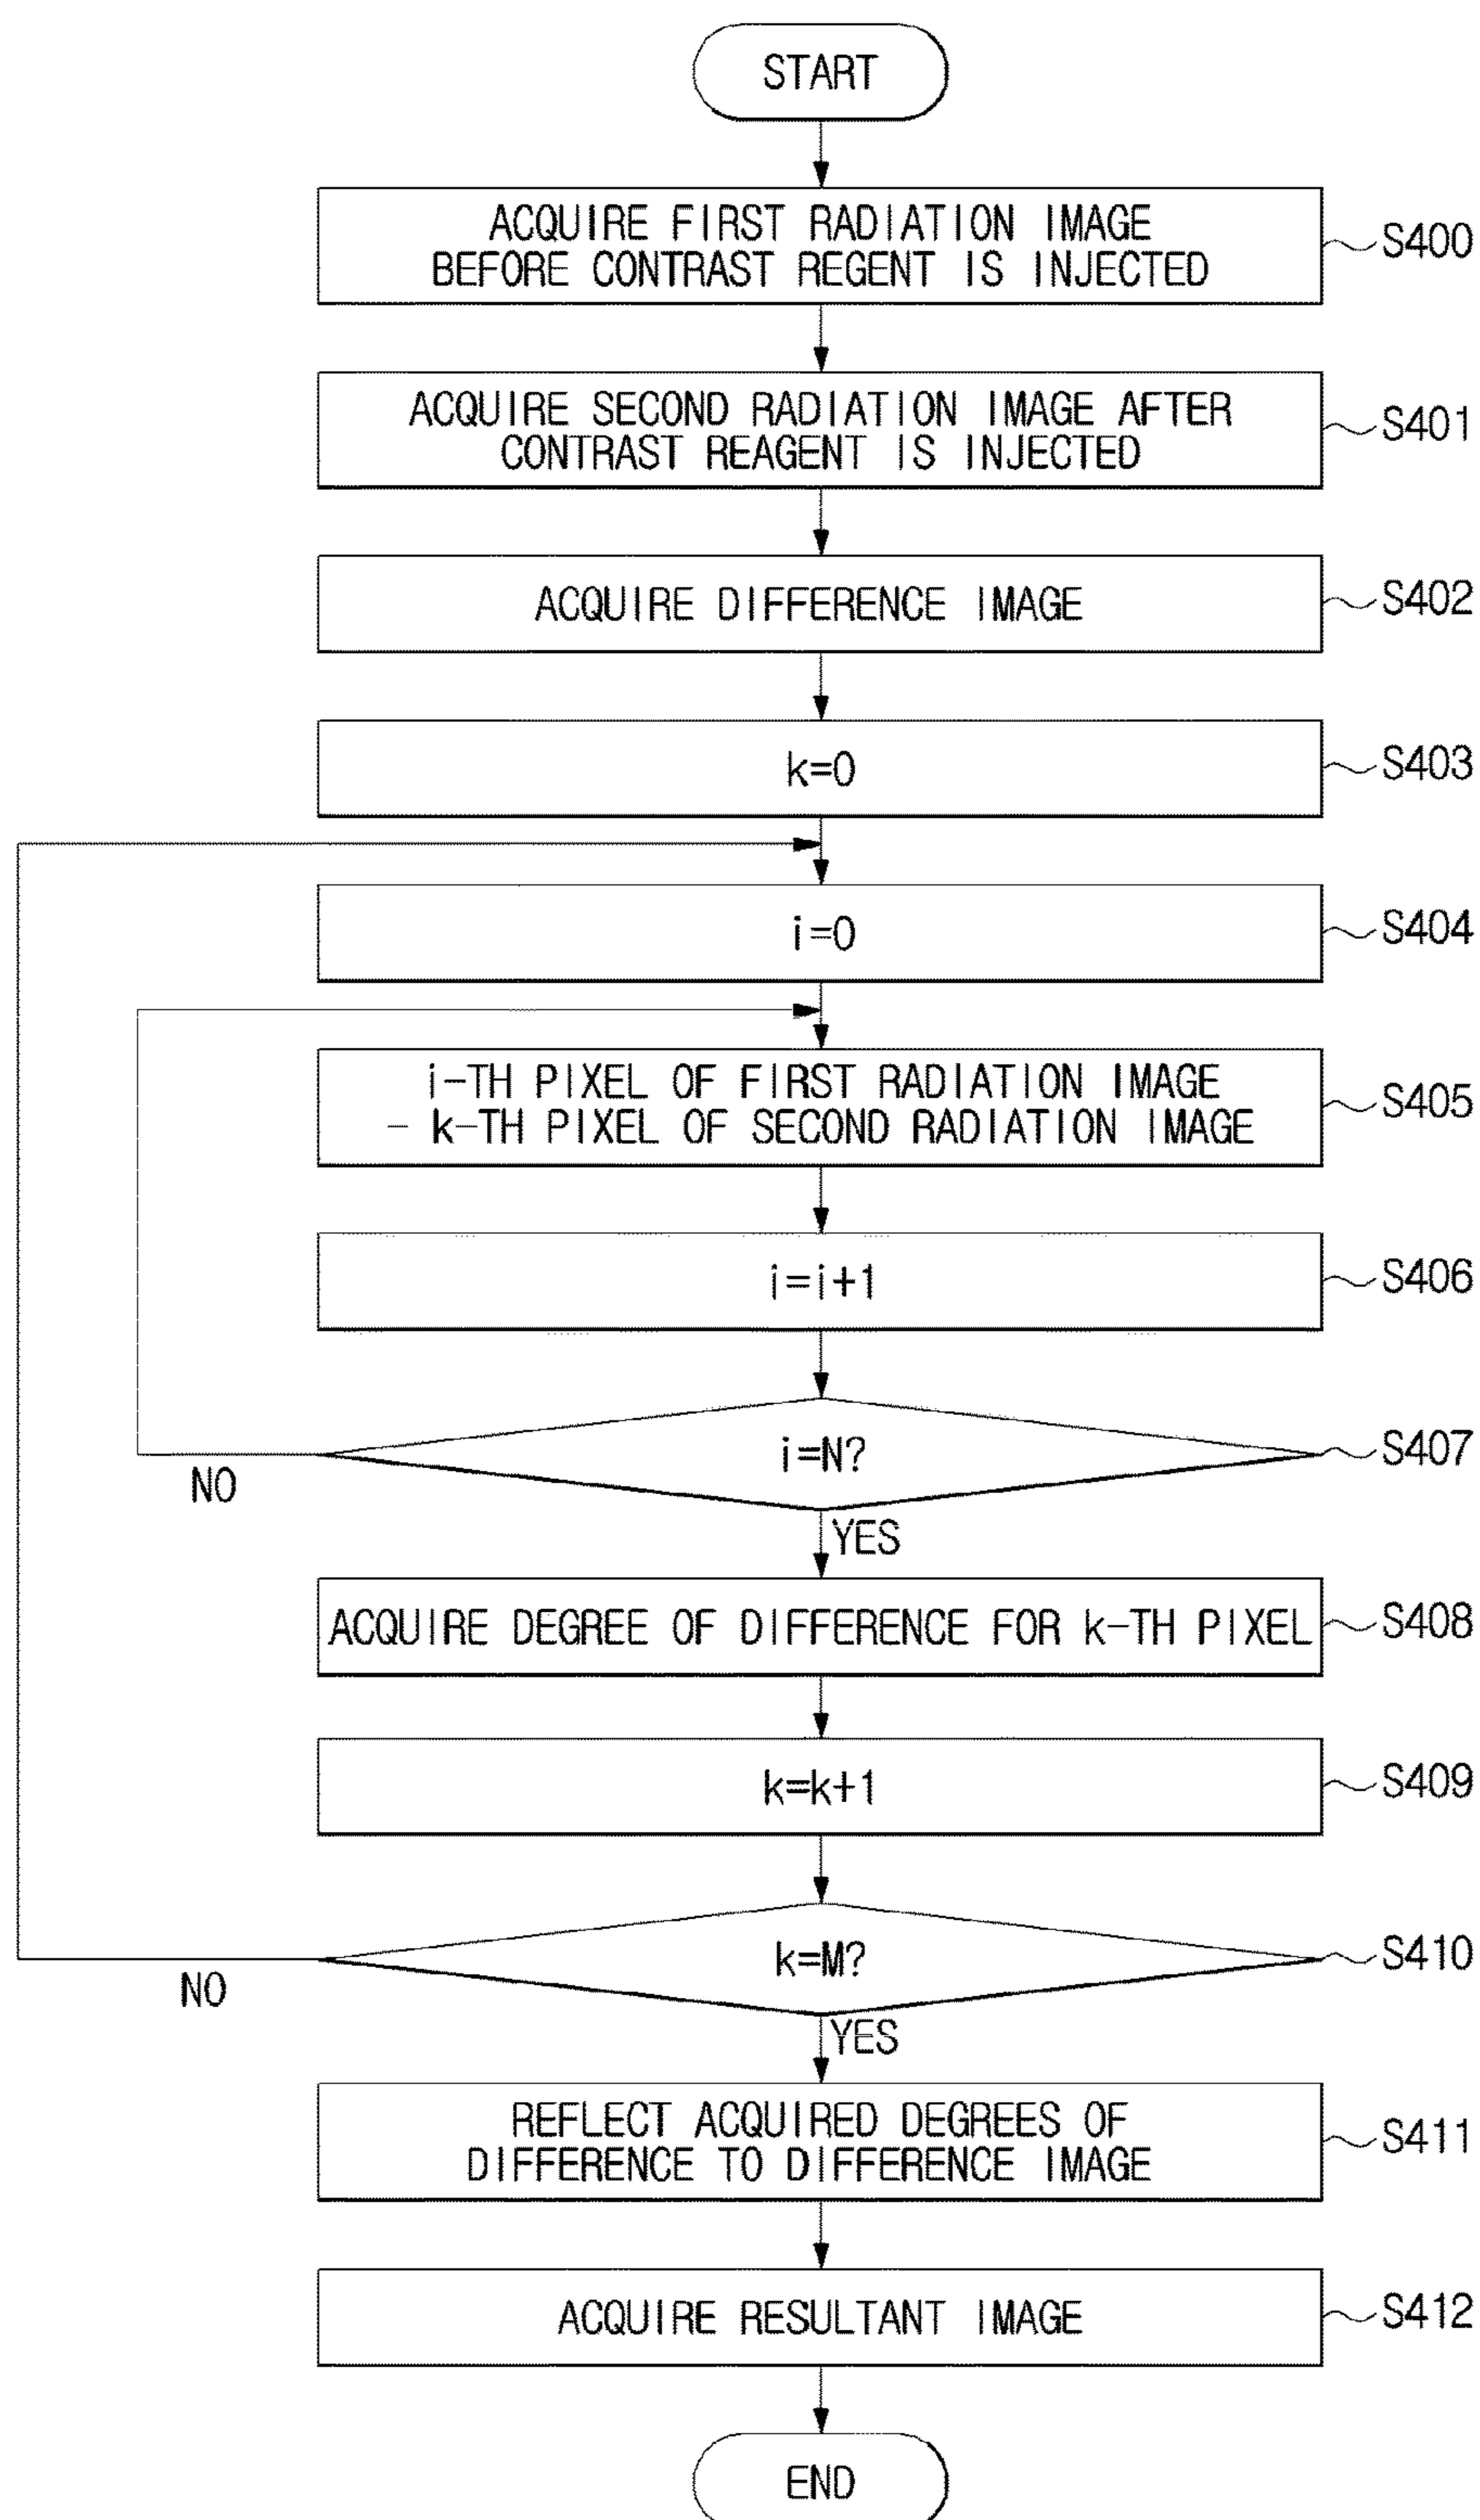 START
ACQUIRE FIRST RADIATION IMAGE
BEFORE CONTRAST REGENT IS INJECTED
S400
ACQUIRE SECOND RADIATION IMAGE AFTER
CONTRAST REAGENT IS INJECTED
S401
ACQUIRE DIFFERENCE IMAGE
S402
k=0
S403
i=0
S404
i-TH PIXEL OF FIRST RADIATION IMAGE
- k-TH PIXEL OF SECOND RADIATION IMAGE
S405
i=i+1
S406
i=N?
S407
NO
YES
ACQUIRE DEGREE OF DIFFERENCE FOR k-TH PIXEL
S408
k=k+1
S409
k=M?
S410
NO
YES
REFLECT ACQUIRED DEGREES OF
DIFFERENCE TO DIFFERENCE IMAGE
S411
ACQUIRE RESULTANT IMAGE
S412
END